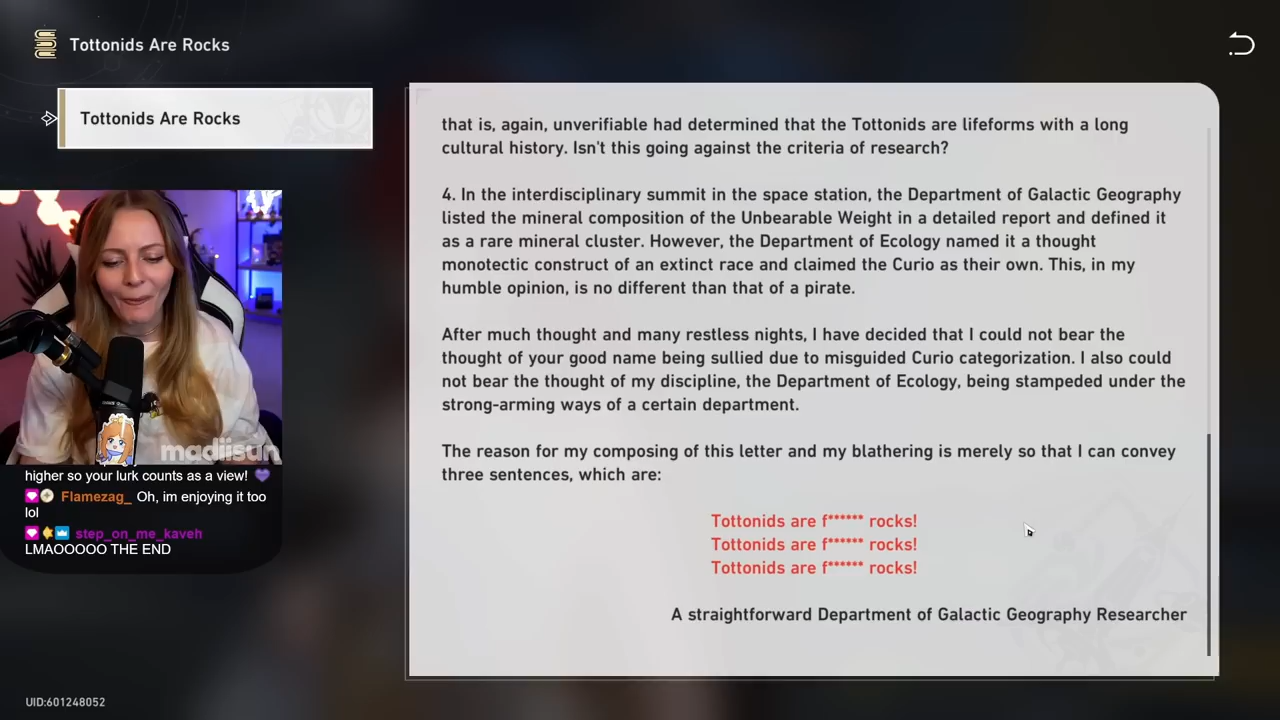 Tottonids Are Rocks
Tottonids Are Rocks
that is, again, unverifiable had determined that the Tottonids are lifeforms with a long
cultural history. Isn't this going against the criteria of research?
4. In the interdisciplinary summit in the space station, the Department of Galactic Geography
listed the mineral composition of the Unbearable Weight in a detailed report and defined it
as a rare mineral cluster. However, the Department of Ecology named it a thought
monotectic construct of an extinct race and claimed the Curio as their own. This, in my
humble opinion, is no different than that of a pirate.
After much thought and many restless nights, I have decided that I could not bear the
thought of your good name being sullied due to misguided Curio categorization. I also could
not bear the thought of my discipline, the Department of Ecology, being stampeded under the
strong-arming ways of a certain department.
The reason for my composing of this letter and my blathering is merely so that I can convey
three sentences, which are:
Tottonids are f****** rocks!
Tottonids are f****** rocks!
Tottonids are f****** rocks!
A straightforward Department of Galactic Geography Researcher
madiisun
higher so your lurk counts as a view! 💜
Flamezag_ Oh, im enjoying it too
lol
step_on_me_kaveh
LMAOOOOO THE END
UID:601248052